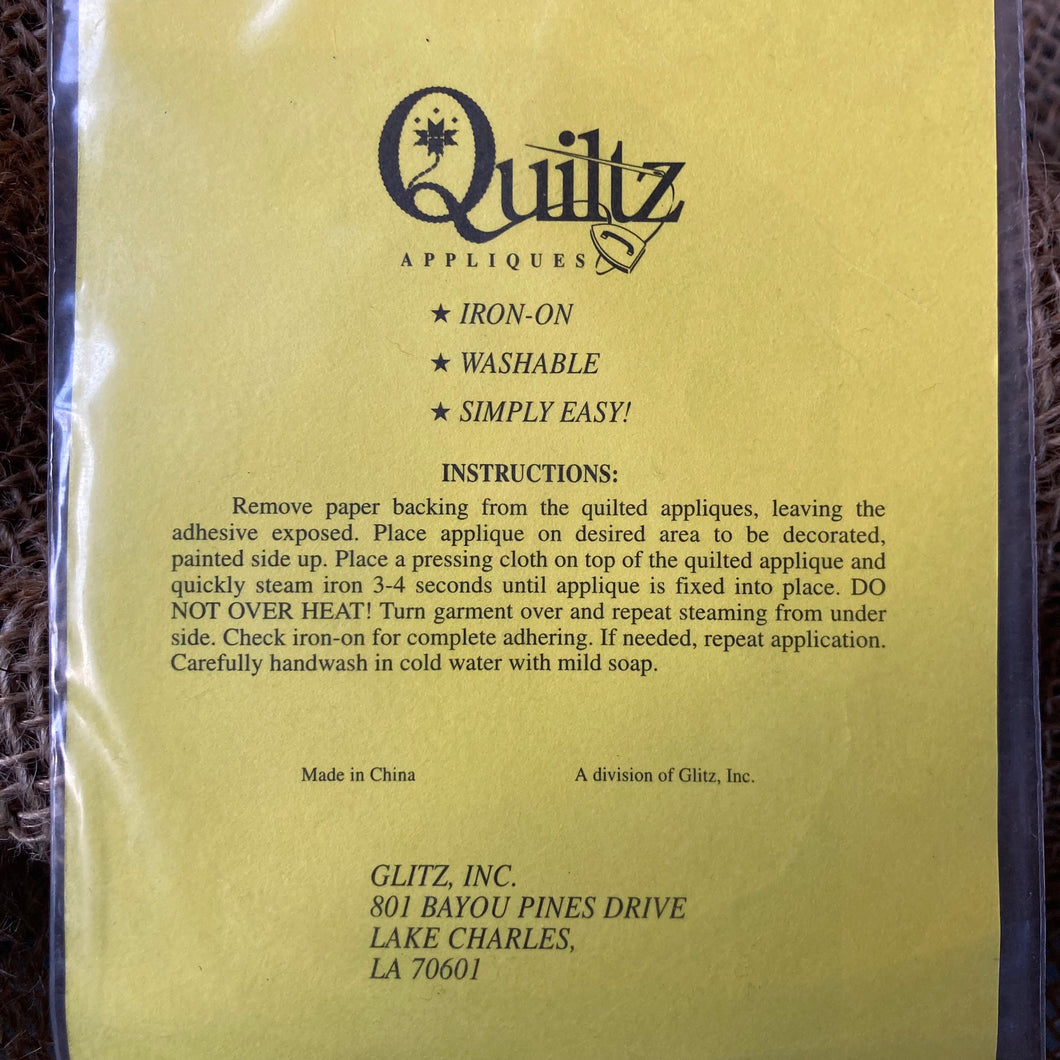 Quiltz
APPLIQUES
★ IRON-ON
★ WASHABLE
★ SIMPLY EASY!
INSTRUCTIONS:
Remove paper backing from the quilted appliques, leaving the
adhesive exposed. Place applique on desired area to be decorated,
painted side up. Place a pressing cloth on top of the quilted applique and
quickly steam iron 3-4 seconds until applique is fixed into place. DO
NOT OVER HEAT! Turn garment over and repeat steaming from under
side. Check iron-on for complete adhering. If needed, repeat application.
Carefully handwash in cold water with mild soap.
Made in China
A division of Glitz, Inc.
GLITZ, INC.
801 BAYOU PINES DRIVE
LAKE CHARLES,
LA 70601